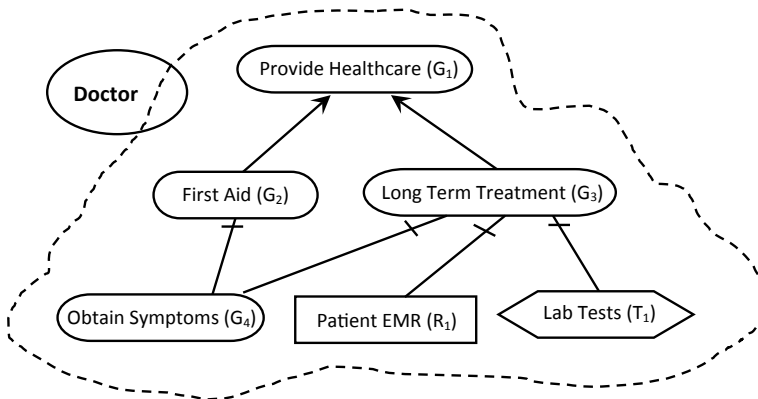 Provide Healthcare (G₁)
Doctor
First Aid (G₂)
Long Term Treatment (G₃)
Obtain Symptoms (G₄)
Patient EMR (R₁)
Lab Tests (T₁)